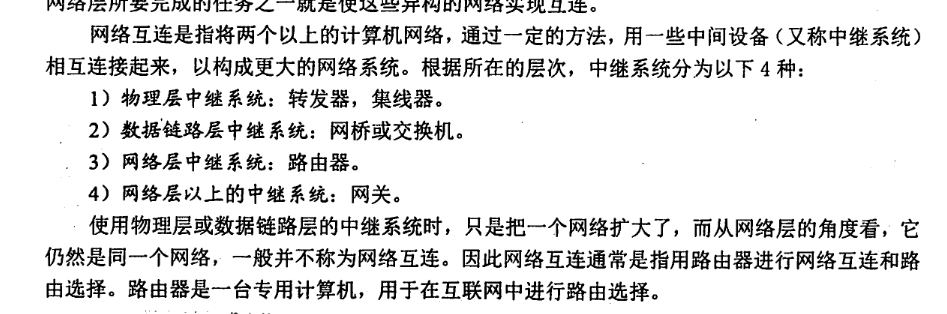 网络层所要完成的任务之一就是使这些异构的网络实现互连。
网络互连是指将两个以上的计算机网络，通过一定的方法，用一些中间设备（又称中继系统）
相互连接起来，以构成更大的网络系统。根据所在的层次，中继系统分为以下 4 种：
1）物理层中继系统：转发器，集线器。
2）数据链路层中继系统：网桥或交换机。
3）网络层中继系统：路由器。
4）网络层以上的中继系统：网关。
使用物理层或数据链路层的中继系统时，只是把一个网络扩大了，而从网络层的角度看，它
仍然是同一个网络，一般并不称为网络互连。因此网络互连通常是指用路由器进行网络互连和路
由选择。路由器是一台专用计算机，用于在互联网中进行路由选择。